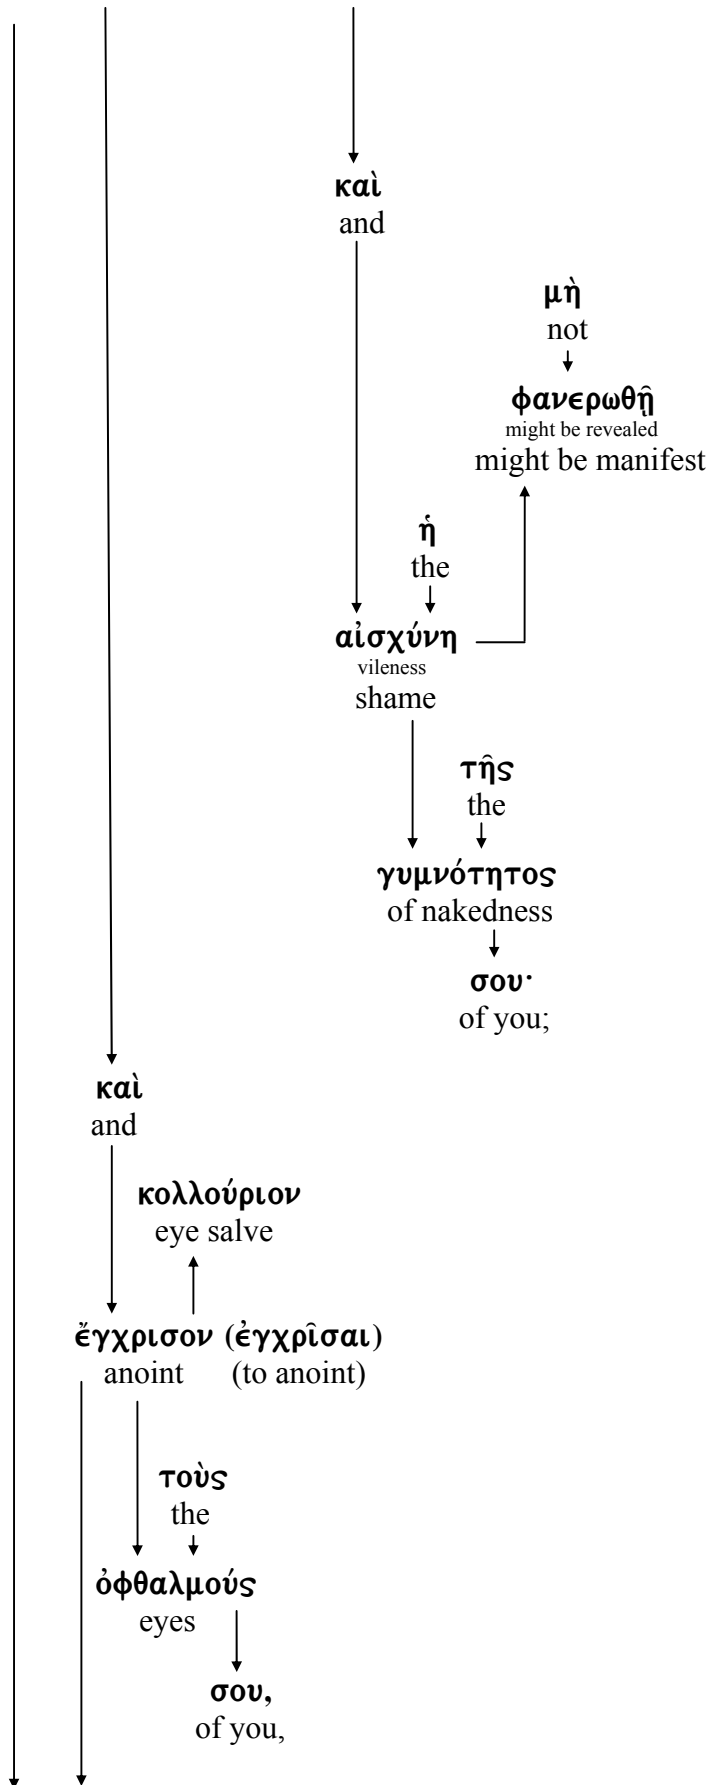 καὶ
and
μὴ
not
φανερωθῇ
might be revealed
might be manifest
ἡ
the
αἰσχύνη
vileness
shame
τῆς
the
γυμνότητος
of nakedness
σου·
of you;
καὶ
and
κολλούριον
eye salve
ἔγχρισον (ἐγχρῖσαι)
anoint (to anoint)
τοὺς
the
ὀφθαλμούς
eyes
σου,
of you,